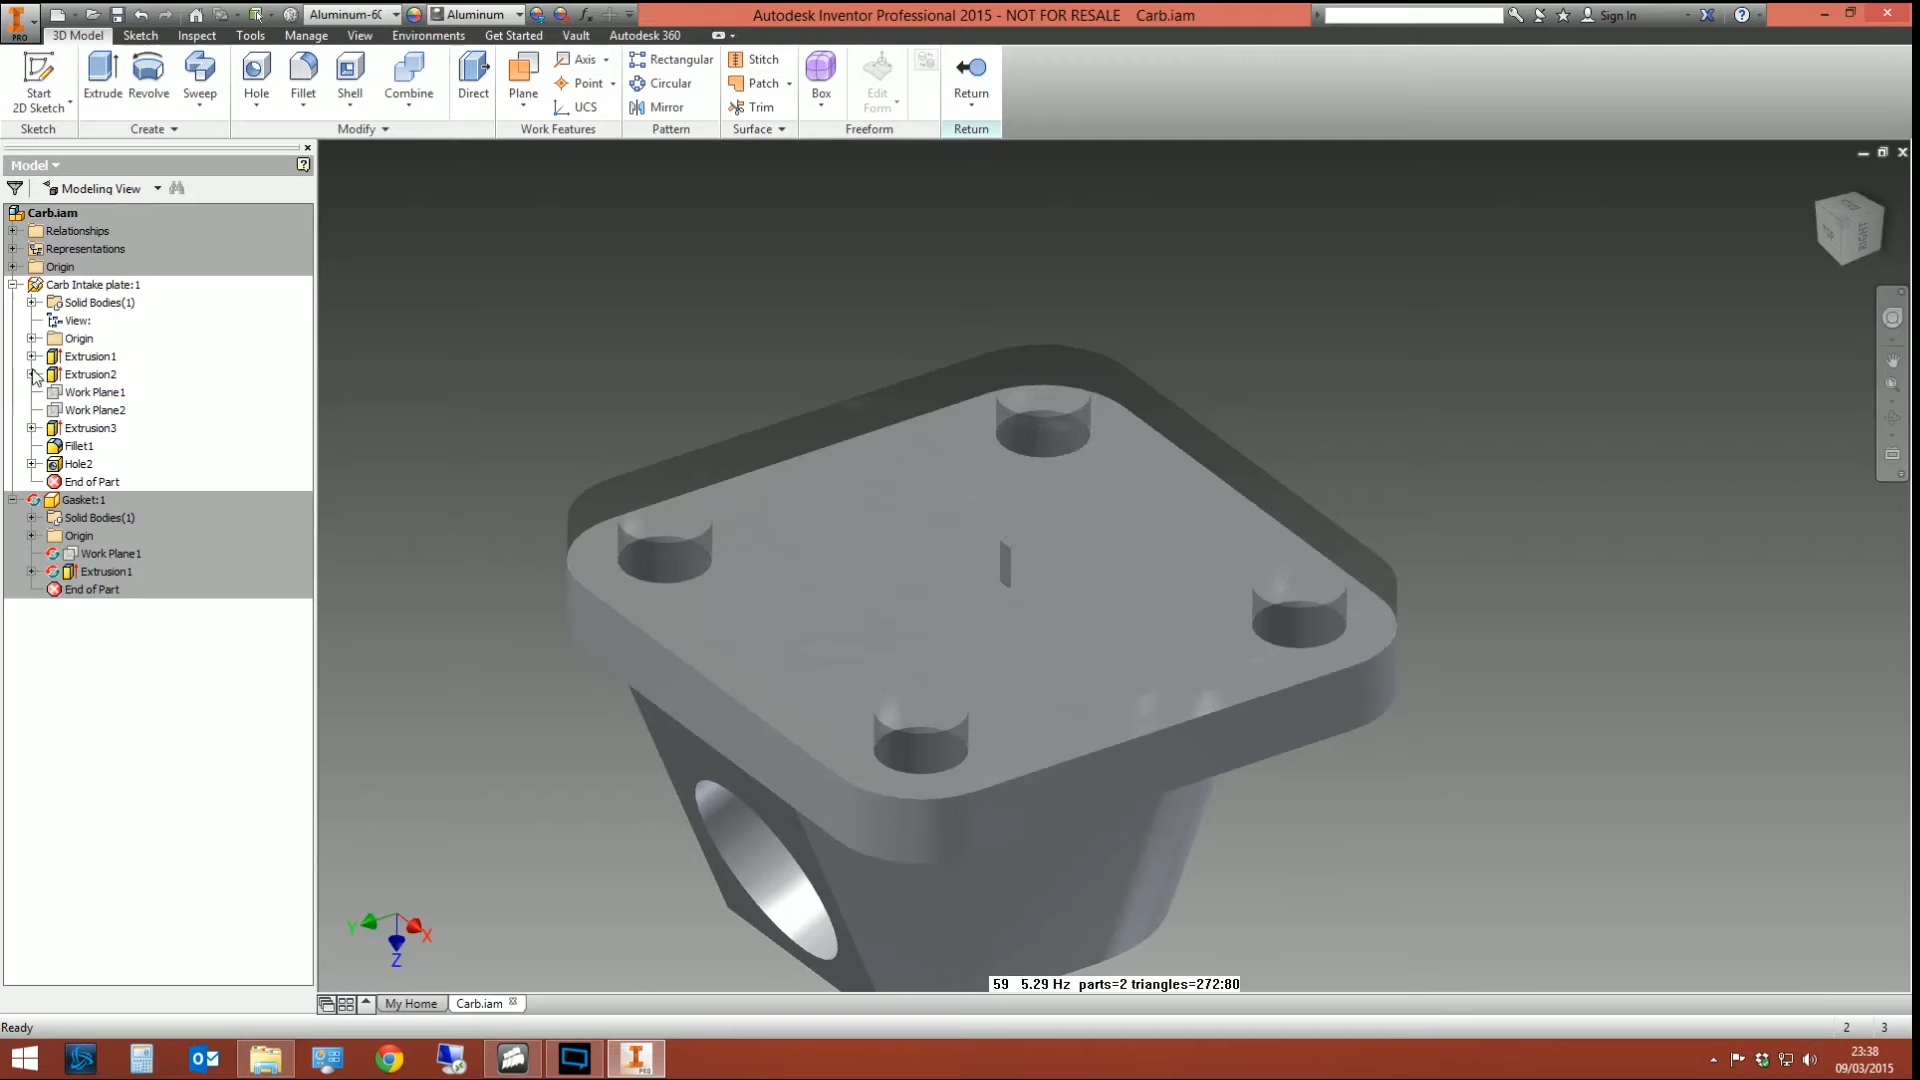 Aluminum-60
Aluminum
Autodesk Inventor Professional 2015 - NOT FOR RESALE Carb.iam
Sign In
PRO
3D Model Sketch Inspect Tools Manage View Environments Get Started Vault Autodesk 360
Start
2D Sketch
Extrude Revolve Sweep
Hole Fillet Shell Combine
Direct
Plane
Axis
Point
UCS
Rectangular
Circular
Mirror
Stitch
Patch
Trim
Box
Edit
Form
Return
Sketch Create Modify Work Features Pattern Surface Freeform Return
Model
Modeling View
Carb.iam
Relationships
Representations
Origin
Carb Intake plate:1
Solid Bodies(1)
View:
Origin
Extrusion1
Extrusion2
Work Plane1
Work Plane2
Extrusion3
Fillet1
Hole2
End of Part
Gasket:1
Solid Bodies(1)
Origin
Work Plane1
Extrusion1
End of Part
TOP
RIGHT
Y
X
Z
59 5.29 Hz parts=2 triangles=272:80
My Home
Carb.iam
Ready
2 3
PRO
23:38
09/03/2015